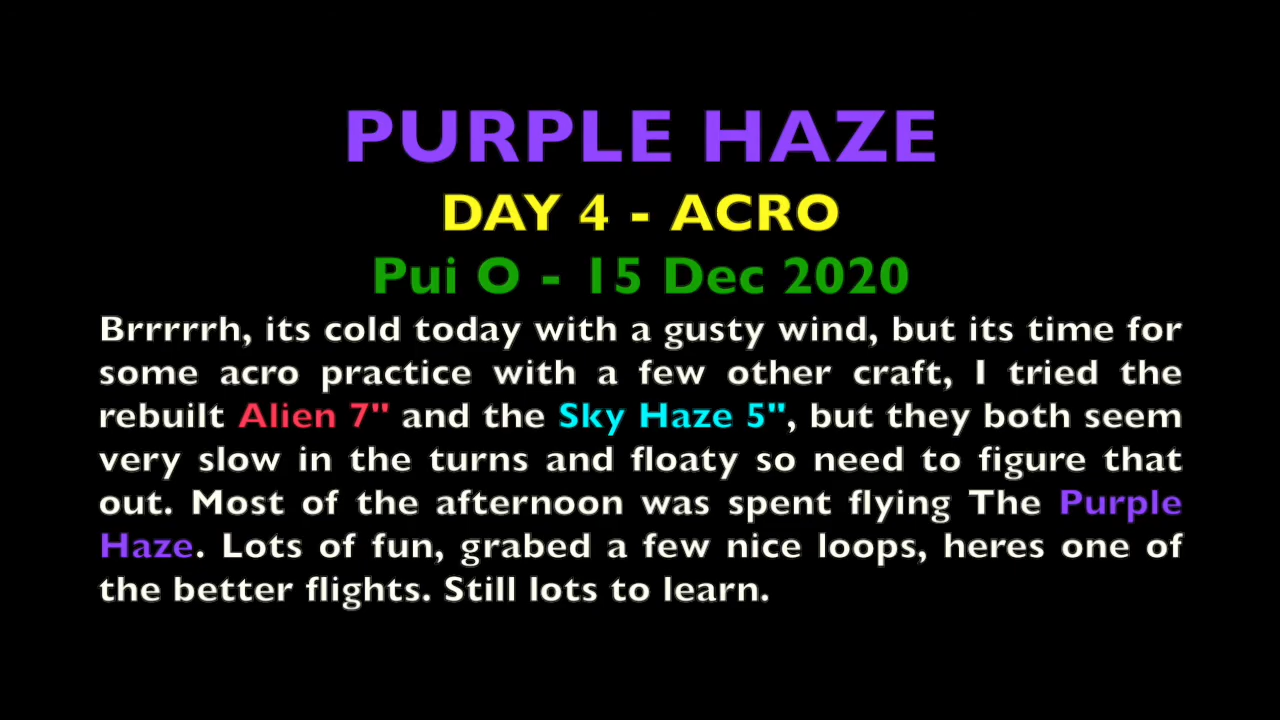 PURPLE HAZE
DAY 4 - ACRO
Pui O - 15 Dec 2020
Brrrrrh, its cold today with a gusty wind, but its time for
some acro practice with a few other craft, I tried the
rebuilt Alien 7" and the Sky Haze 5", but they both seem
very slow in the turns and floaty so need to figure that
out. Most of the afternoon was spent flying The Purple
Haze. Lots of fun, grabed a few nice loops, heres one of
the better flights. Still lots to learn.